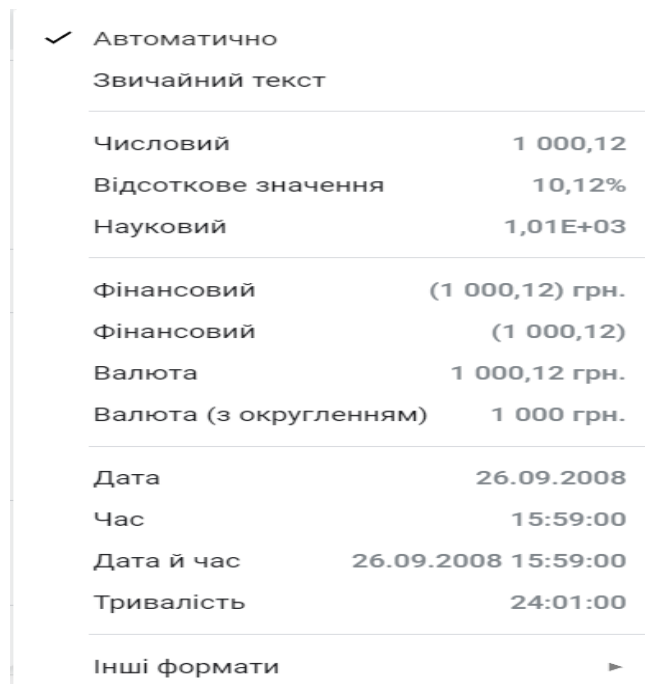 Автоматично
Звичайний текст
Числовий 1 000,12
Відсоткове значення 10,12%
Науковий 1,01E+03
Фінансовий (1 000,12) грн.
Фінансовий (1 000,12)
Валюта 1 000,12 грн.
Валюта (з округленням) 1 000 грн.
Дата 26.09.2008
Час 15:59:00
Дата й час 26.09.2008 15:59:00
Тривалість 24:01:00
Інші формати